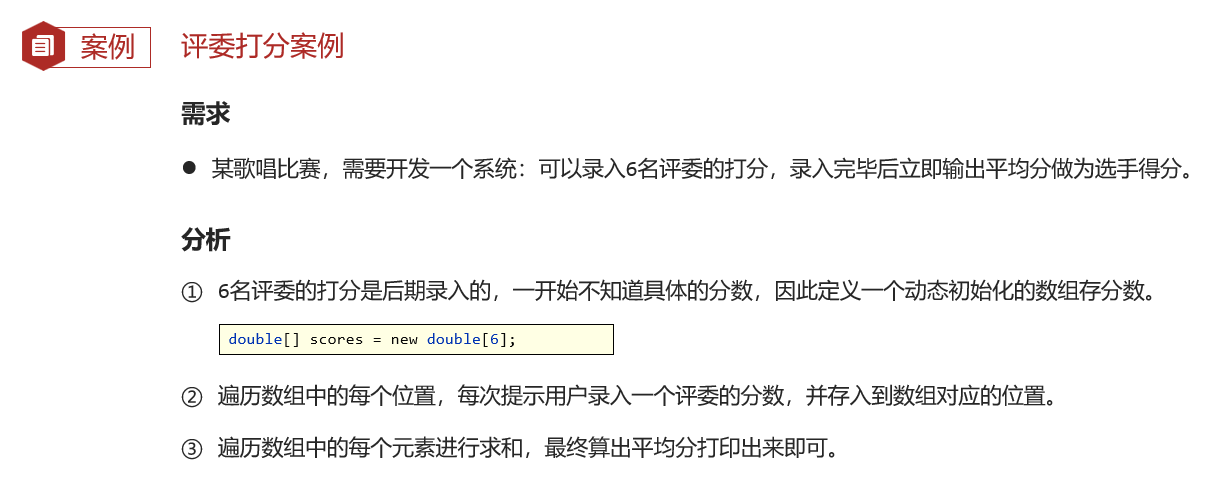 案例
评委打分案例
需求
● 某歌唱比赛，需要开发一个系统：可以录入6名评委的打分，录入完毕后立即输出平均分做为选手得分。
分析
① 6名评委的打分是后期录入的，一开始不知道具体的分数，因此定义一个动态初始化的数组存分数。
double[] scores = new double[6];
② 遍历数组中的每个位置，每次提示用户录入一个评委的分数，并存入到数组对应的位置。
③ 遍历数组中的每个元素进行求和，最终算出平均分打印出来即可。